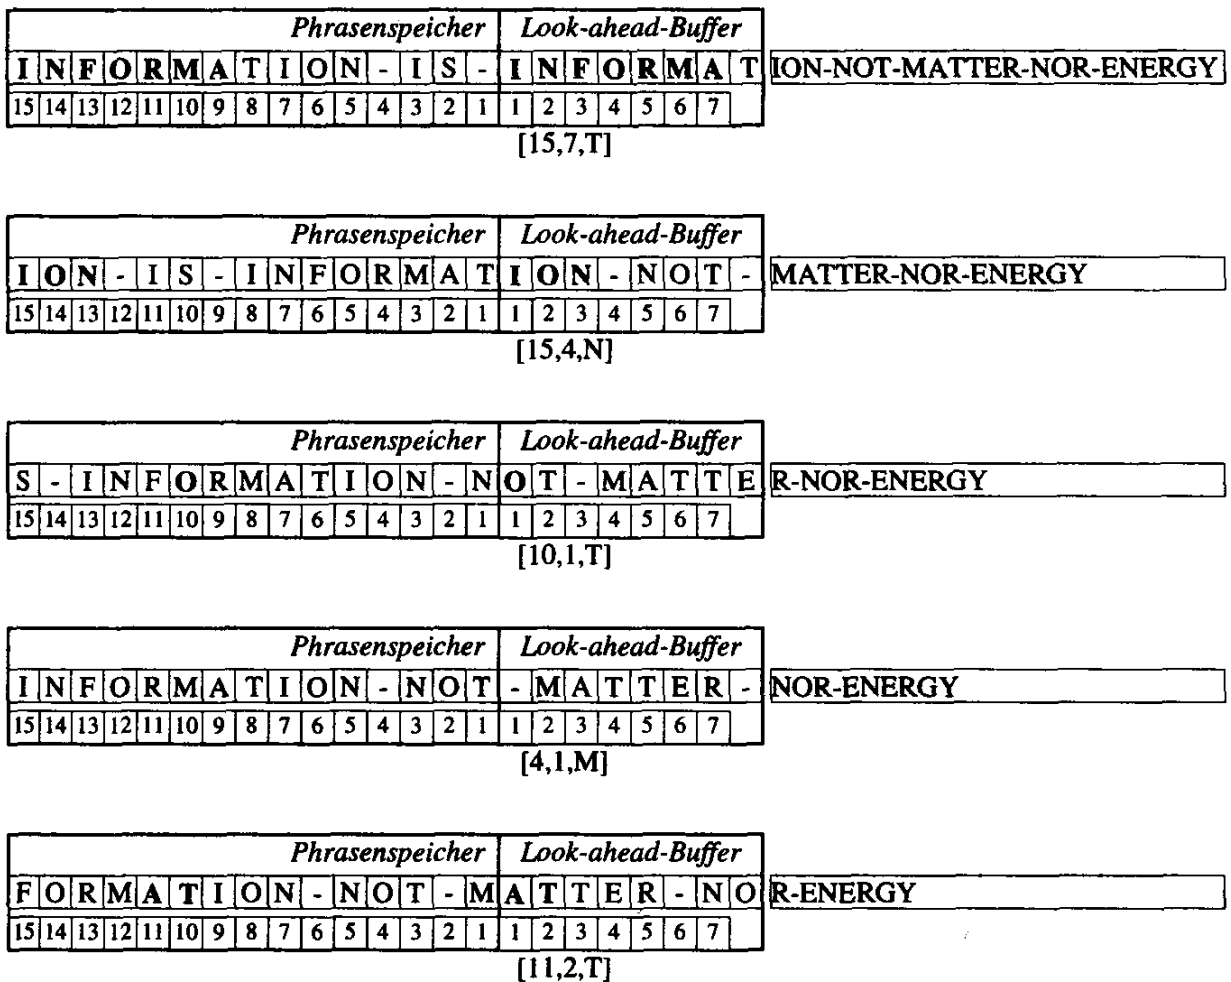 Phrasenspeicher Look-ahead-Buffer
I N F O R M A T I O N - I S - I N F O R M A T ION-NOT-MATTER-NOR-ENERGY
15 14 13 12 11 10 9 8 7 6 5 4 3 2 1 1 2 3 4 5 6 7
[15,7,T]
Phrasenspeicher Look-ahead-Buffer
I O N - I S - I N F O R M A T I O N - N O T - MATTER-NOR-ENERGY
15 14 13 12 11 10 9 8 7 6 5 4 3 2 1 1 2 3 4 5 6 7
[15,4,N]
Phrasenspeicher Look-ahead-Buffer
S - I N F O R M A T I O N - N O T - M A T T E R-NOR-ENERGY
15 14 13 12 11 10 9 8 7 6 5 4 3 2 1 1 2 3 4 5 6 7
[10,1,T]
Phrasenspeicher Look-ahead-Buffer
I N F O R M A T I O N - N O T - M A T T E R - NOR-ENERGY
15 14 13 12 11 10 9 8 7 6 5 4 3 2 1 1 2 3 4 5 6 7
[4,1,M]
Phrasenspeicher Look-ahead-Buffer
F O R M A T I O N - N O T - M A T T E R - N O R-ENERGY
15 14 13 12 11 10 9 8 7 6 5 4 3 2 1 1 2 3 4 5 6 7
[11,2,T]